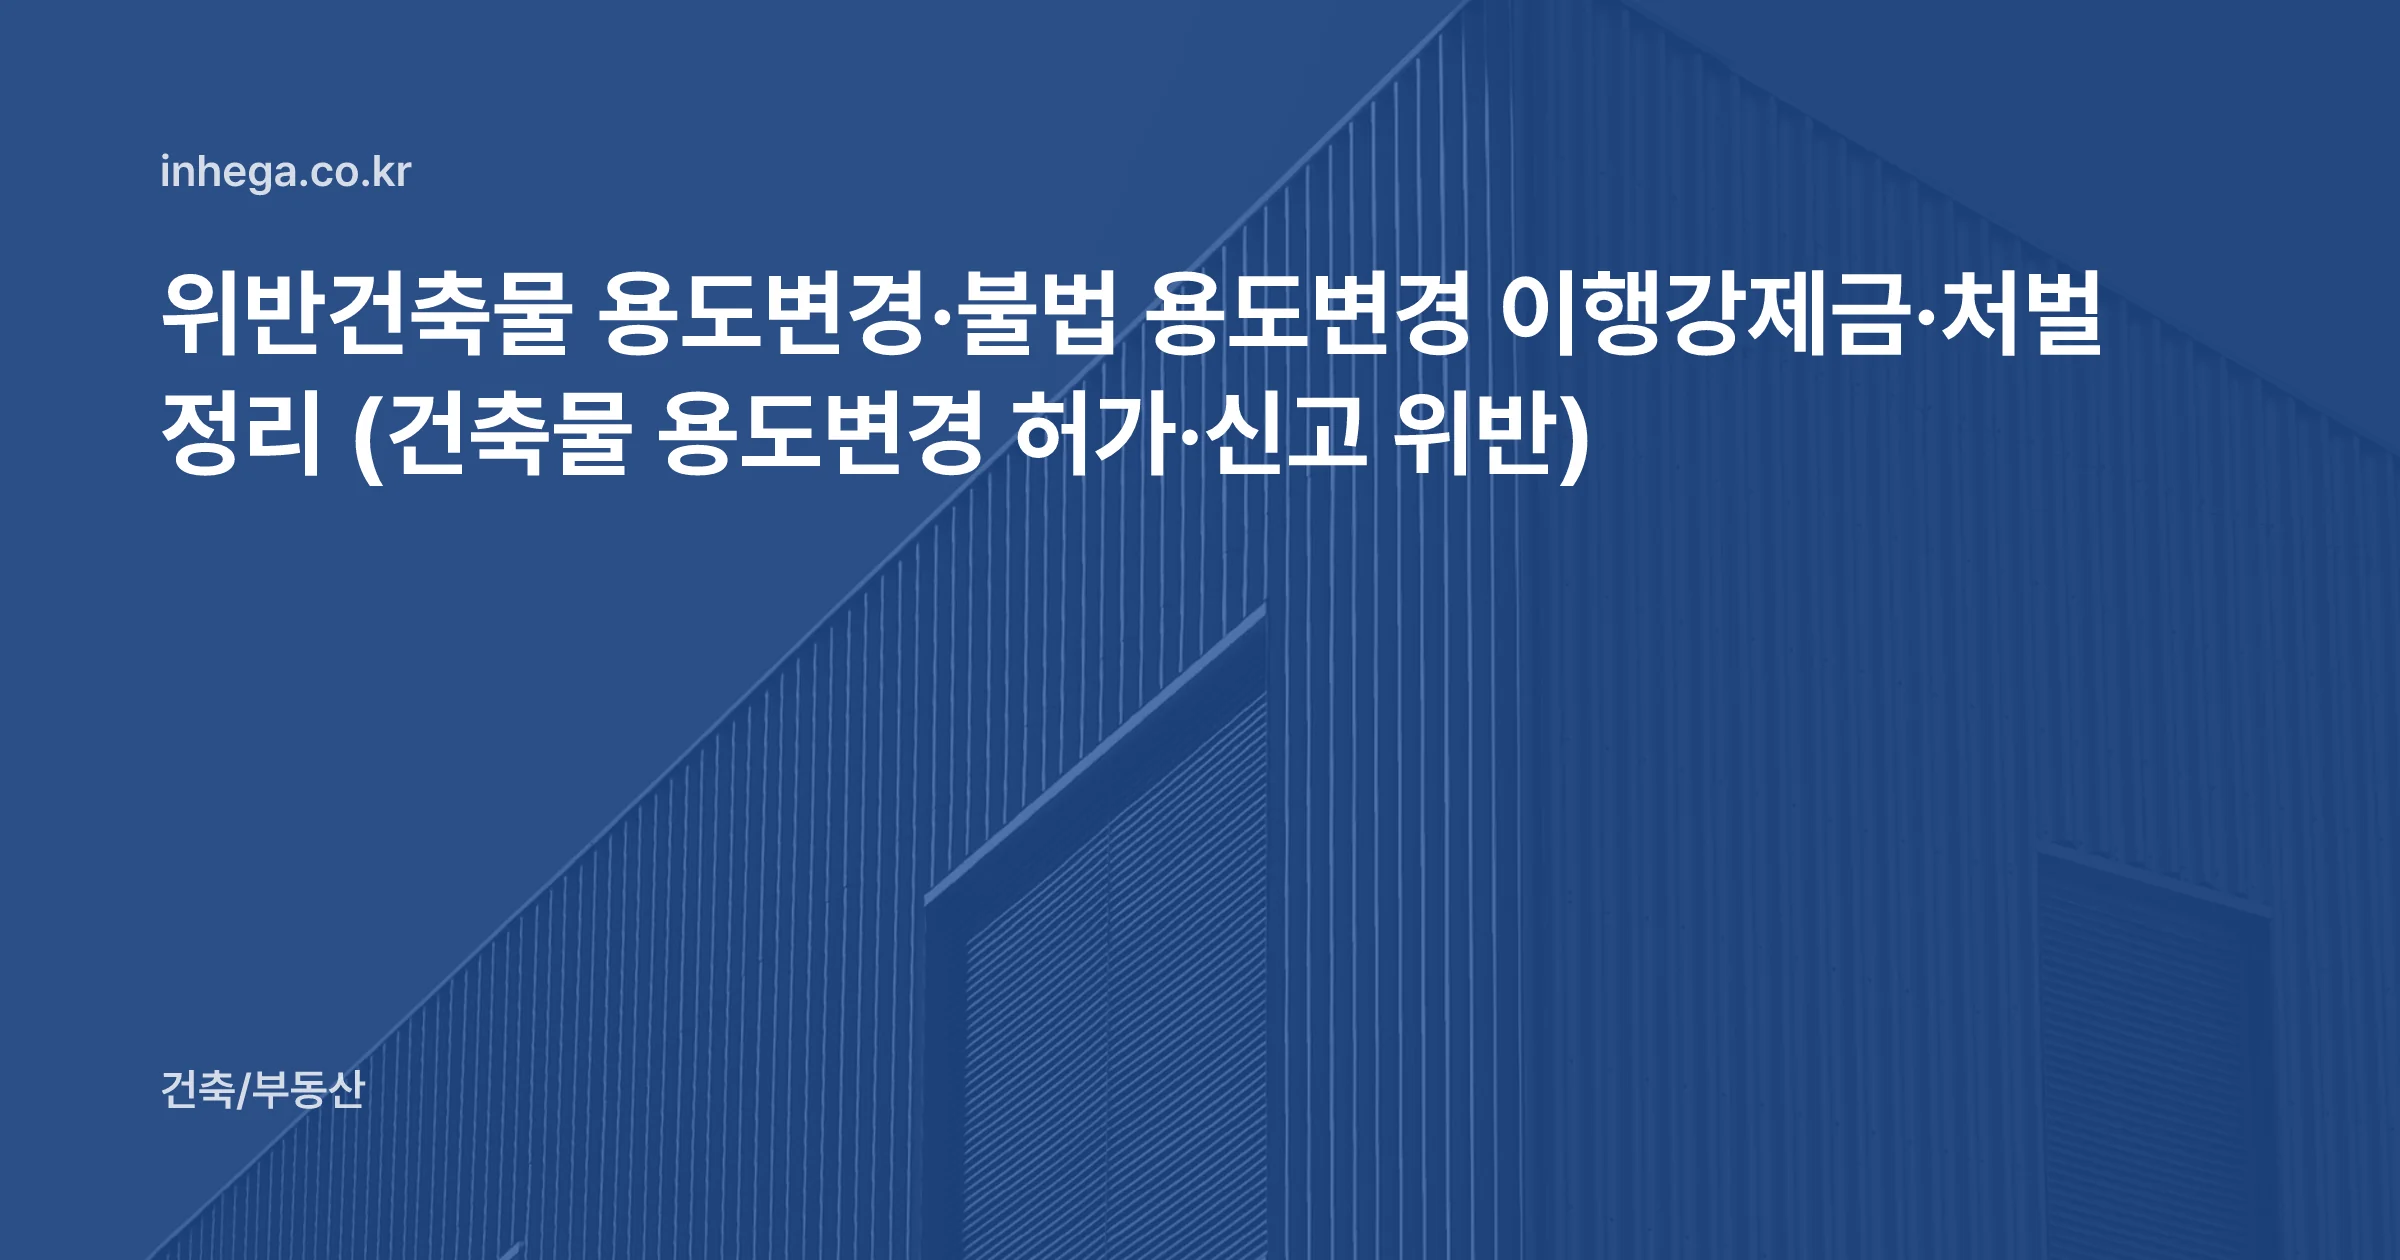 inhega.co.kr
위반건축물 용도변경·불법 용도변경 이행강제금·처벌
정리 (건축물 용도변경 허가·신고 위반)
건축/부동산